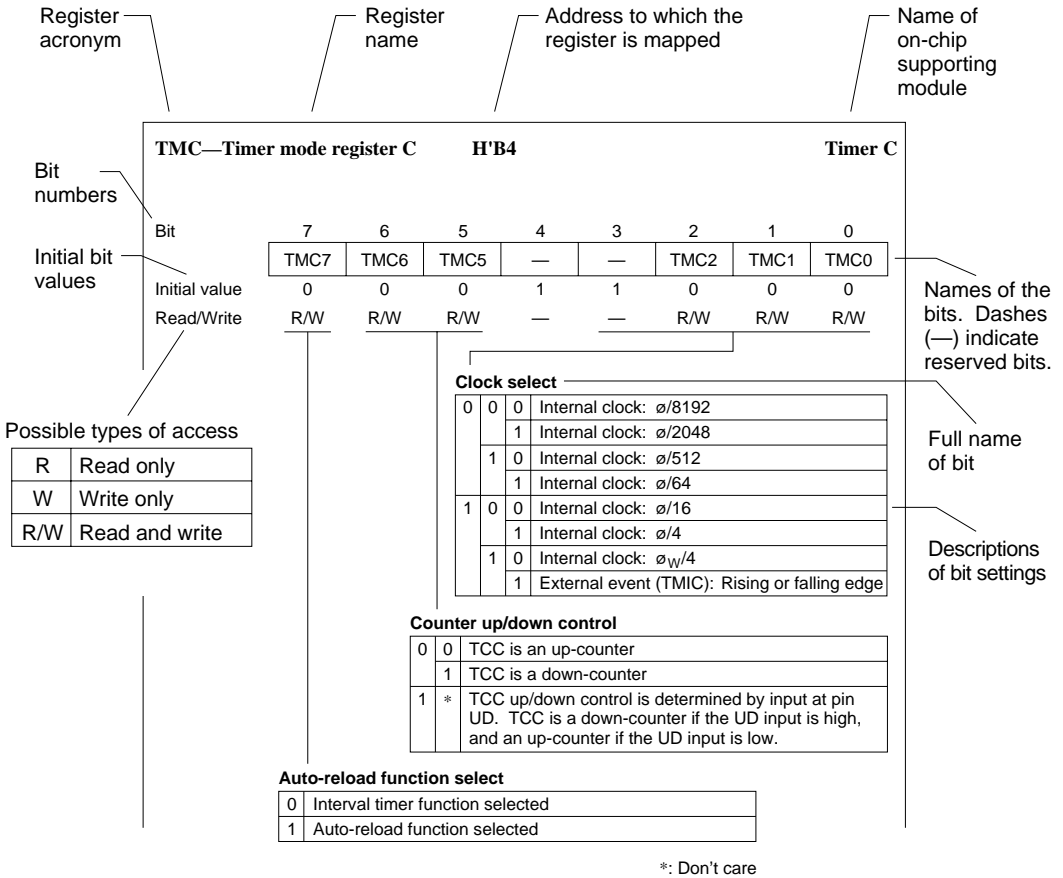 Register acronym
Register name
Address to which the register is mapped
Name of on-chip supporting module
TMC—Timer mode register C H'B4 Timer C
Bit numbers
Bit 7 6 5 4 3 2 1 0
TMC7 TMC6 TMC5 — — TMC2 TMC1 TMC0
Initial bit values
Initial value 0 0 0 1 1 0 0 0
Read/Write R/W R/W R/W — — R/W R/W R/W
Names of the bits. Dashes (—) indicate reserved bits.
Possible types of access
R Read only
W Write only
R/W Read and write
Clock select
0 0 0 Internal clock: ø/8192
1 Internal clock: ø/2048
1 0 Internal clock: ø/512
1 Internal clock: ø/64
1 0 0 Internal clock: ø/16
1 Internal clock: ø/4
1 0 Internal clock: øW/4
1 External event (TMIC): Rising or falling edge
Full name of bit
Descriptions of bit settings
Counter up/down control
0 0 TCC is an up-counter
1 TCC is a down-counter
1 * TCC up/down control is determined by input at pin
UD. TCC is a down-counter if the UD input is high,
and an up-counter if the UD input is low.
Auto-reload function select
0 Interval timer function selected
1 Auto-reload function selected
*: Don't care